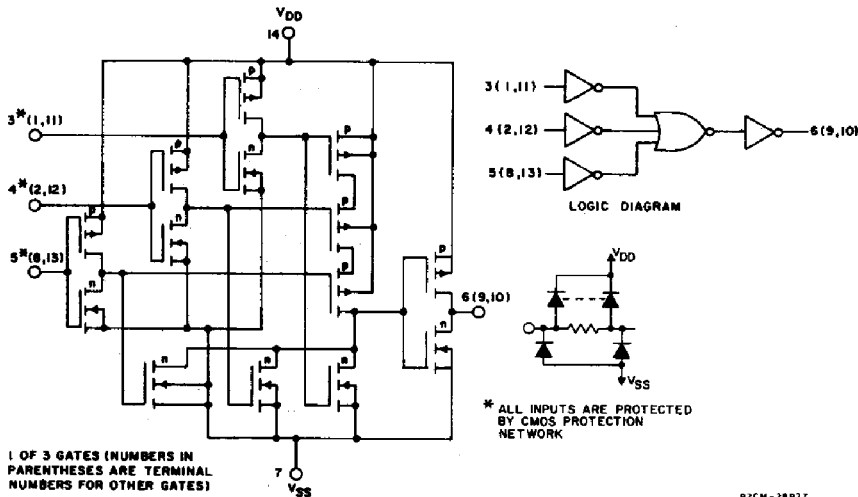 VDD
14
p
3*(1,11)
n
p
p
4*(2,12)
n
p
p
5*(8,13)
n
p
p
6(9,10)
n
n
n
n
7
VSS
1 OF 3 GATES (NUMBERS IN
PARENTHESES ARE TERMINAL
NUMBERS FOR OTHER GATES)
3(1,11)
4(2,12)
6(9,10)
5(8,13)
LOGIC DIAGRAM
VDD
VSS
* ALL INPUTS ARE PROTECTED
BY CMOS PROTECTION
NETWORK